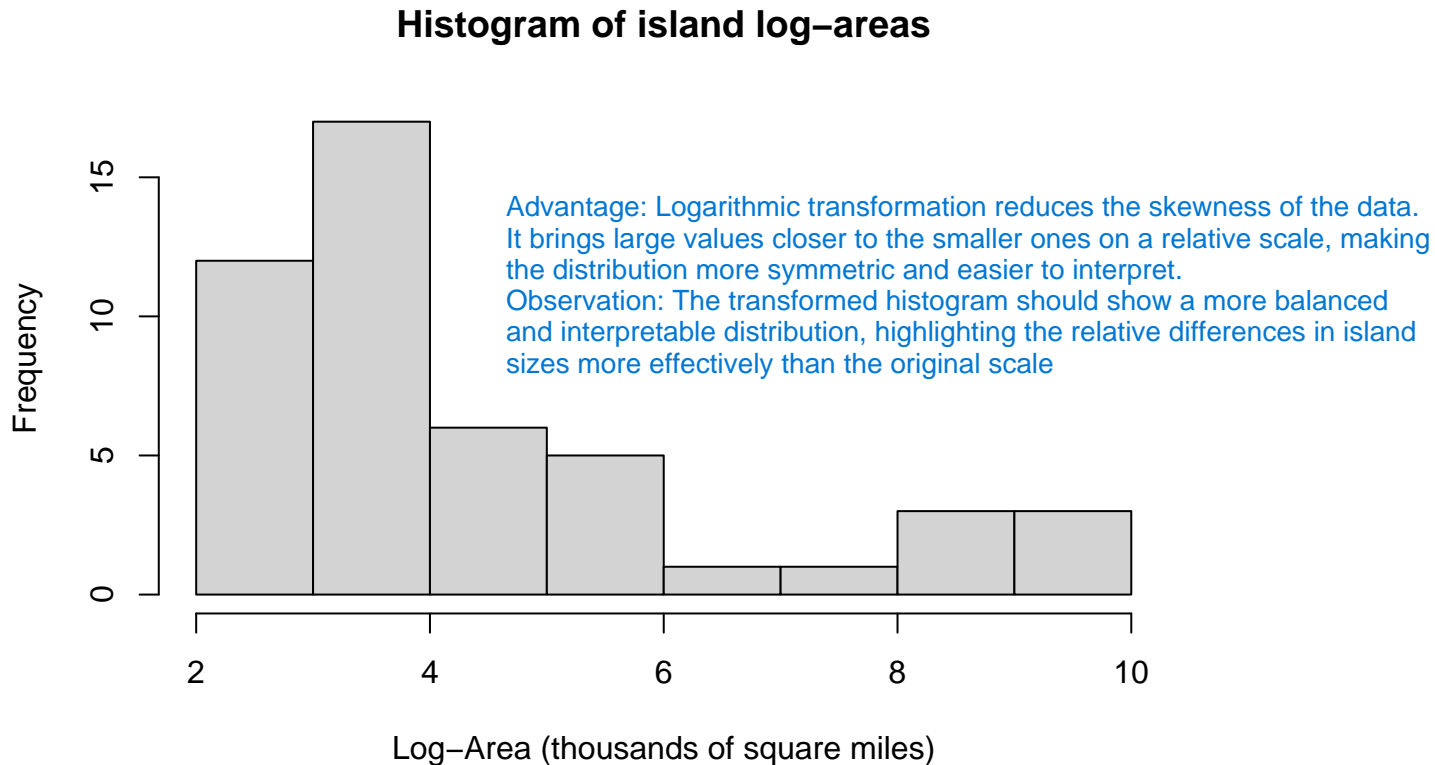 Histogram of island log−areas
Advantage: Logarithmic transformation reduces the skewness of the data.
It brings large values closer to the smaller ones on a relative scale, making
the distribution more symmetric and easier to interpret.
Observation: The transformed histogram should show a more balanced
and interpretable distribution, highlighting the relative differences in island
sizes more effectively than the original scale
Frequency
15
10
5
0
2 4 6 8 10
Log−Area (thousands of square miles)